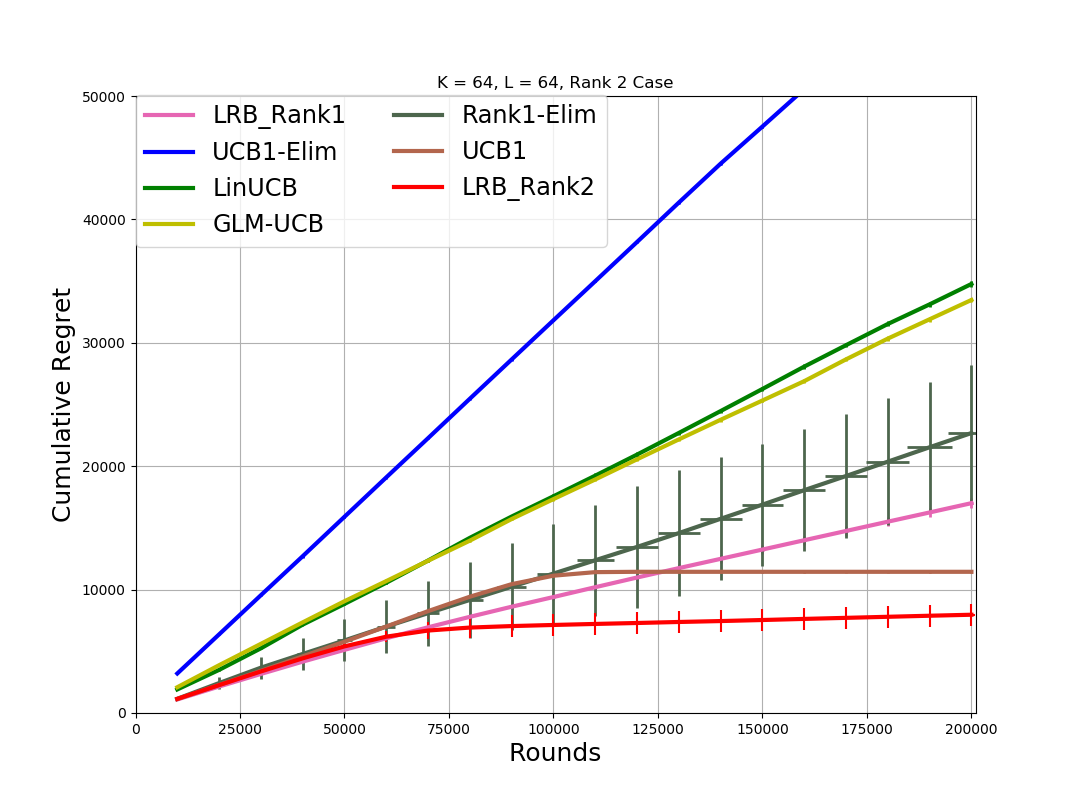 K = 64, L = 64, Rank 2 Case
50000
40000
30000
20000
10000
0
Cumulative Regret
LRB_Rank1
UCB1-Elim
LinUCB
GLM-UCB
Rank1-Elim
UCB1
LRB_Rank2
0 25000 50000 75000 100000 125000 150000 175000 200000
Rounds